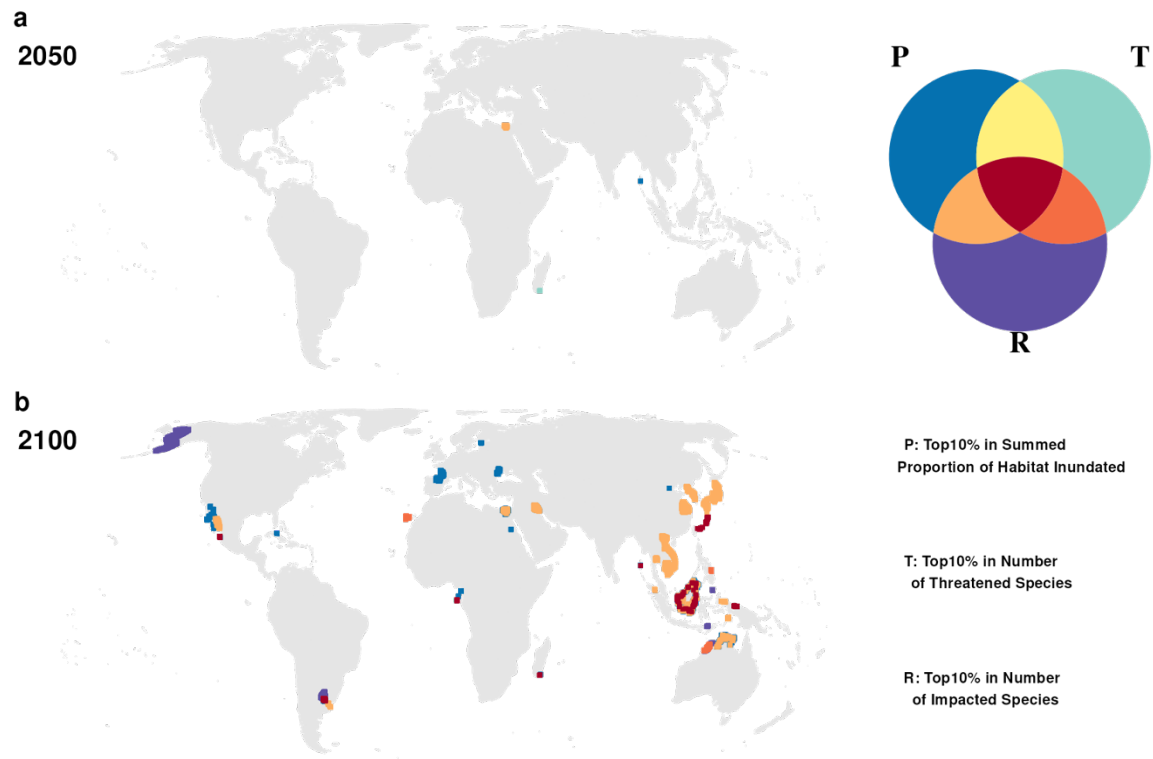 a
2050
P
T
R
b
2100
P: Top10% in Summed
Proportion of Habitat Inundated
T: Top10% in Number
of Threatened Species
R: Top10% in Number
of Impacted Species